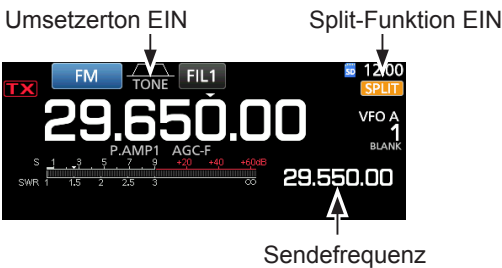 Umsetzerton EIN
Split-Funktion EIN
FM TONE FIL1 SD 12:00
TX SPLIT
29.650.00 VFO A
1
P.AMP1 AGC-F BLANK
S 1 3 5 7 9 +20 +40 +60dB
SWR 1 1.5 2 2.5 3 ∞ 29.550.00
Sendefrequenz